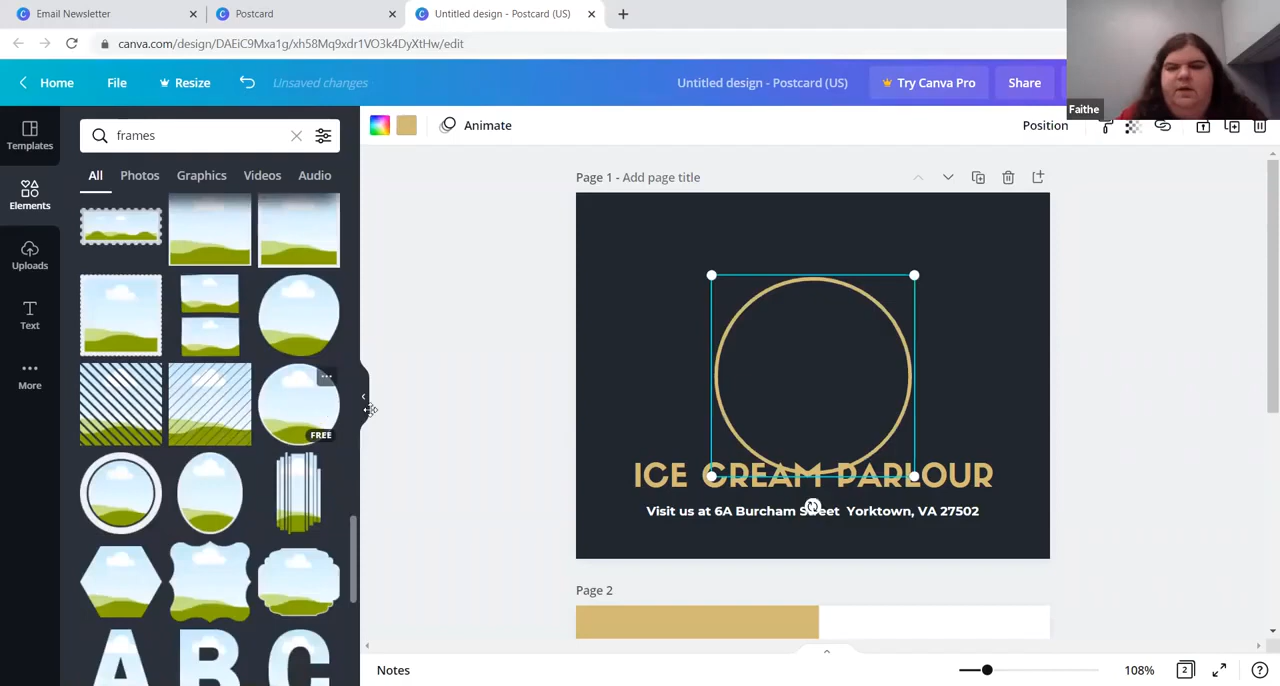 Email Newsletter
Postcard
Untitled design - Postcard (US)
canva.com/design/DAEiC9Mxa1g/xh58Mq9xdr1VO3k4DyXtHw/edit
Home
File
Resize
Unsaved changes
Untitled design - Postcard (US)
Try Canva Pro
Share
Faithe
Templates
Elements
Uploads
Text
More
frames
All
Photos
Graphics
Videos
Audio
FREE
A B C
Animate
Position
Page 1 - Add page title
ICE CREAM PARLOUR
Visit us at 6A Burcham Street Yorktown, VA 27502
Page 2
Notes
108%
2